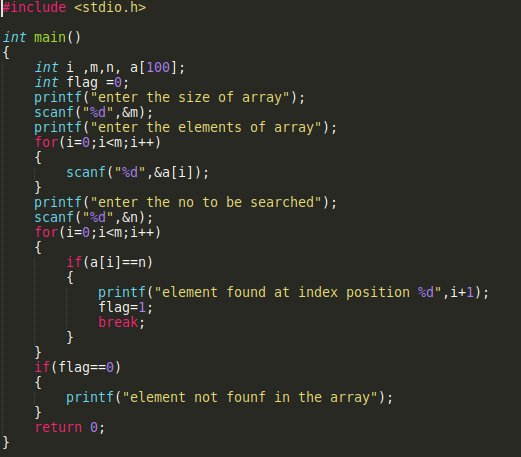 #include <stdio.h>
int main()
{
int i ,m,n, a[100];
int flag =0;
printf("enter the size of array");
scanf("%d",&m);
printf("enter the elements of array");
for(i=0;i<m;i++)
{
scanf("%d",&a[i]);
}
printf("enter the no to be searched");
scanf("%d",&n);
for(i=0;i<m;i++)
{
if(a[i]==n)
{
printf("element found at index position %d",i+1);
flag=1;
break;
}
}
if(flag==0)
{
printf("element not founf in the array");
}
return 0;
}